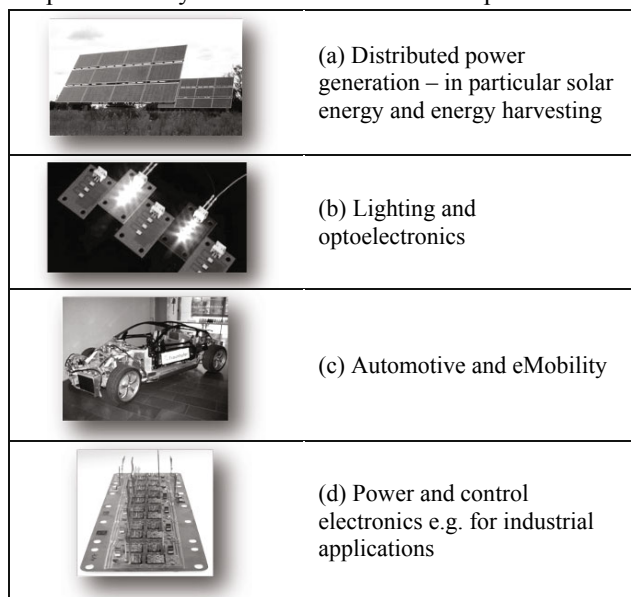 (a) Distributed power
generation – in particular solar
energy and energy harvesting
(b) Lighting and
optoelectronics
(c) Automotive and eMobility
(d) Power and control
electronics e.g. for industrial
applications